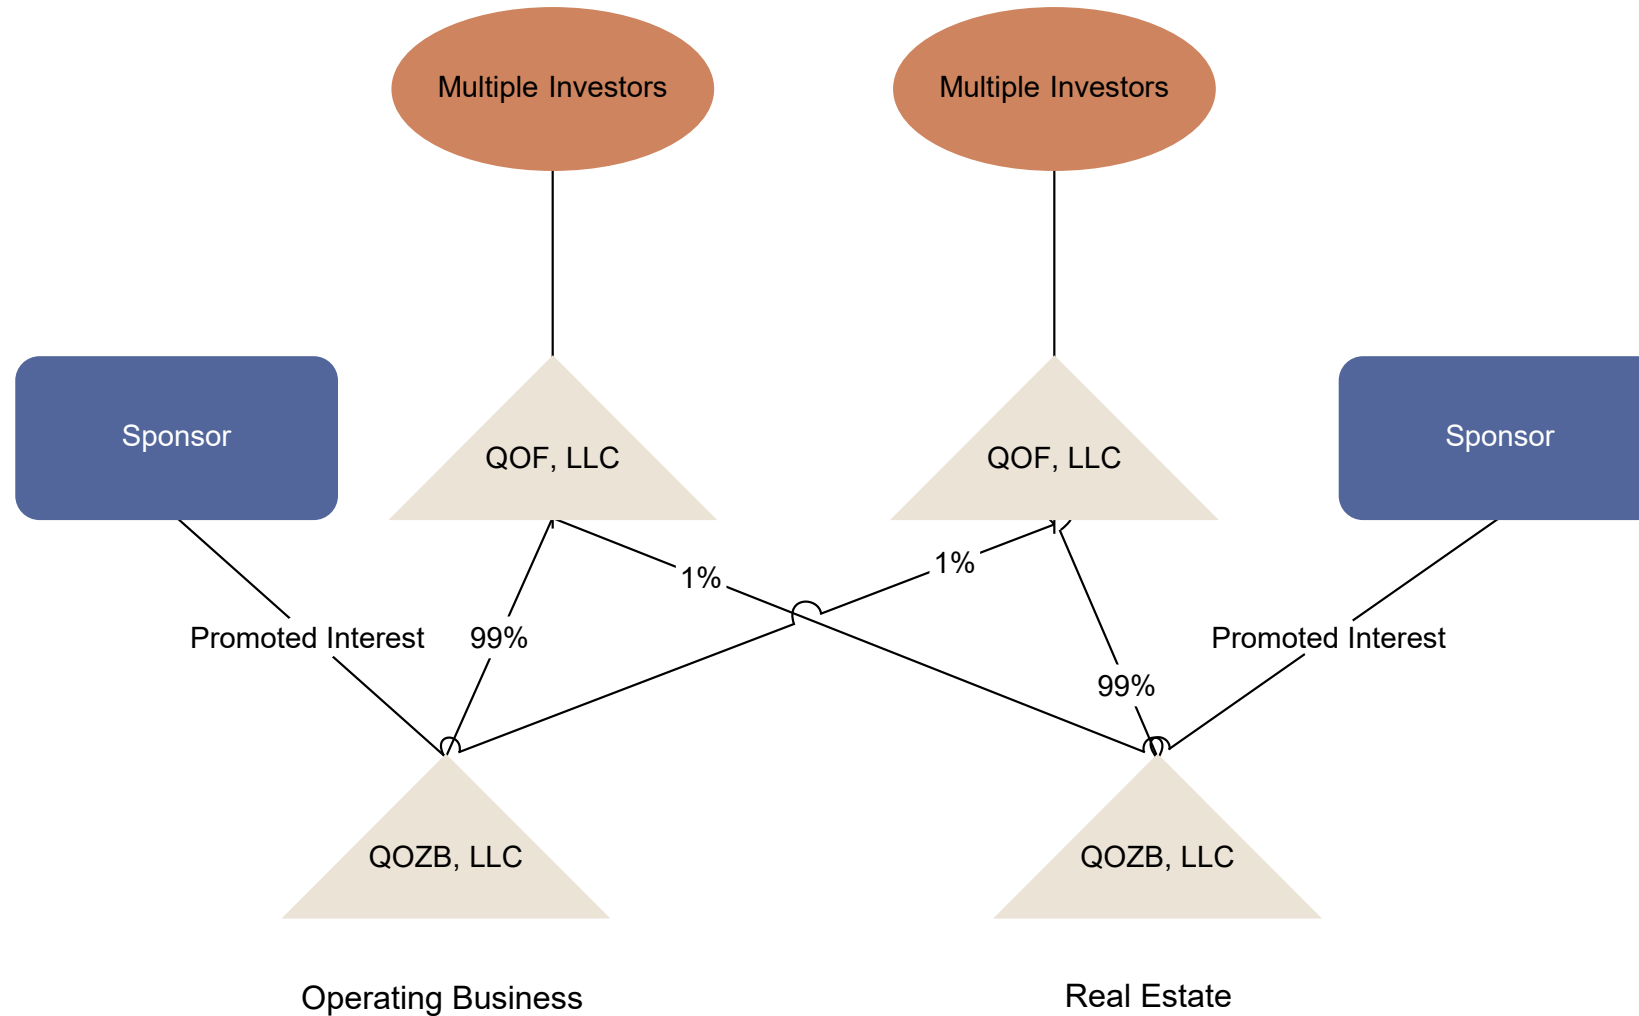 Multiple Investors
Multiple Investors
Sponsor
QOF, LLC
QOF, LLC
Sponsor
1%
1%
Promoted Interest
99%
Promoted Interest
99%
QOZB, LLC
QOZB, LLC
Operating Business
Real Estate